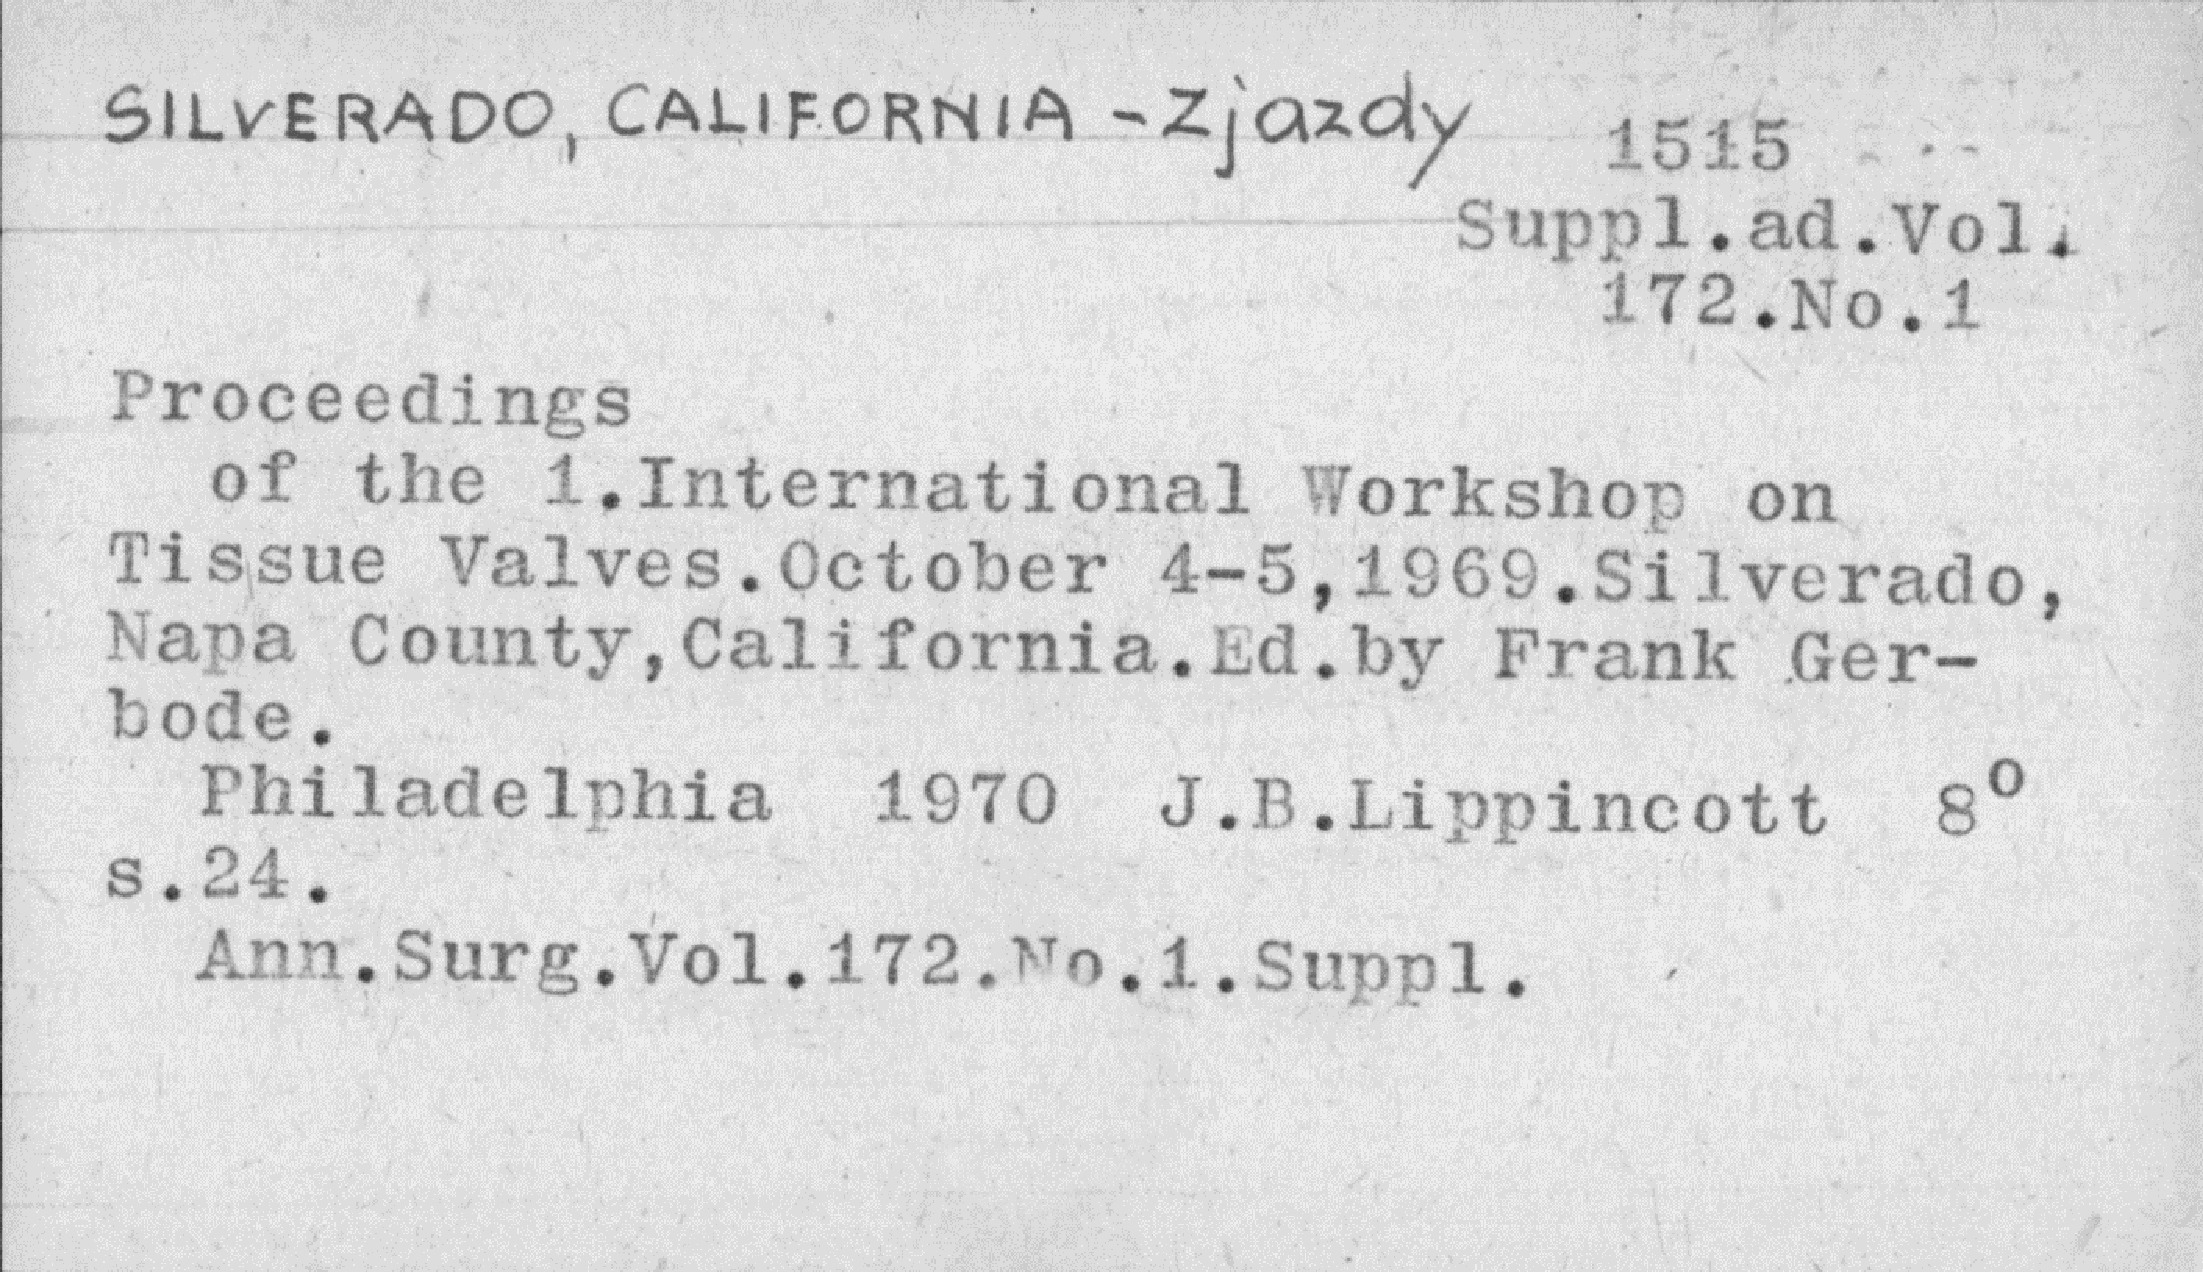 SILVERADO, CALIFORNIA - Zjazdy
1515
Suppl.ad.Vol.
172.No.1
Proceedings
of the 1.International Workshop on
Tissue Valves.October 4-5,1969.Silverado,
Napa County,California.Ed.by Frank Ger-
bode.
Philadelphia 1970 J.B.Lippincott 8°
s.24.
Ann.Surg.Vol.172.No.1.Suppl.